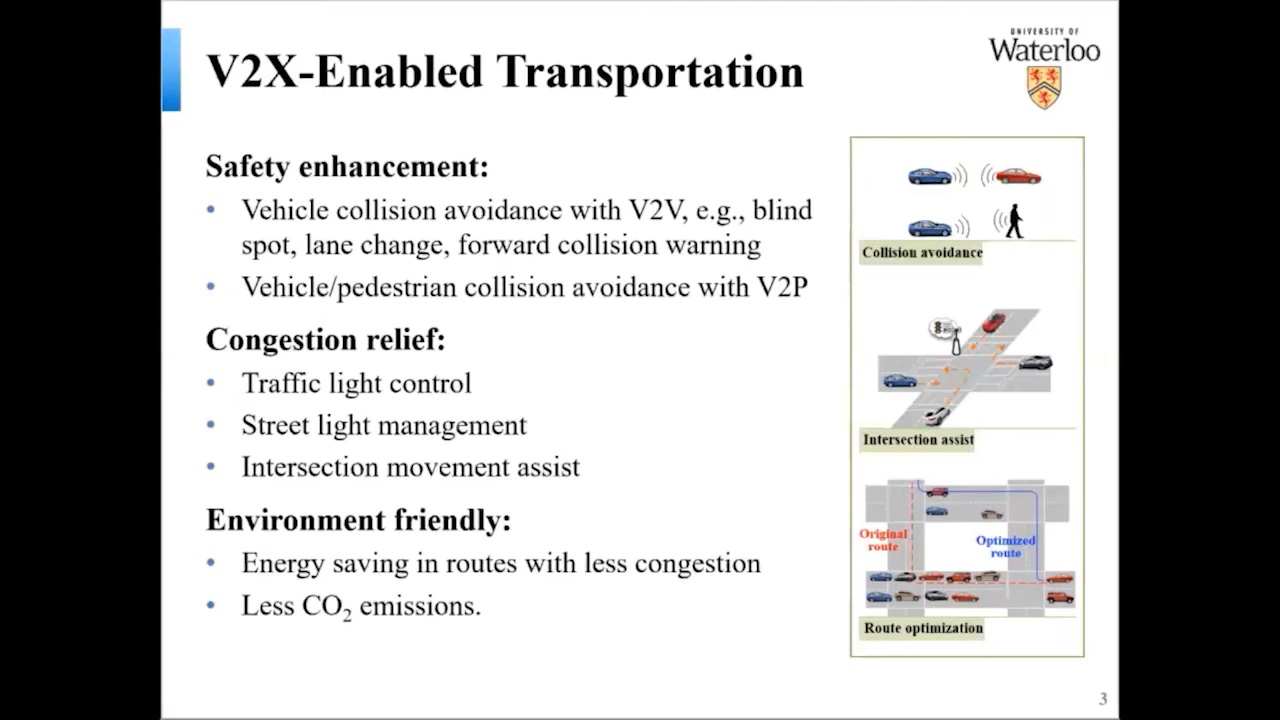 V2X-Enabled Transportation
UNIVERSITY OF
Waterloo
Safety enhancement:
• Vehicle collision avoidance with V2V, e.g., blind
spot, lane change, forward collision warning
• Vehicle/pedestrian collision avoidance with V2P
Congestion relief:
• Traffic light control
• Street light management
• Intersection movement assist
Environment friendly:
• Energy saving in routes with less congestion
• Less CO₂ emissions.
Collision avoidance
Intersection assist
Original
route
Optimized
route
Route optimization
3